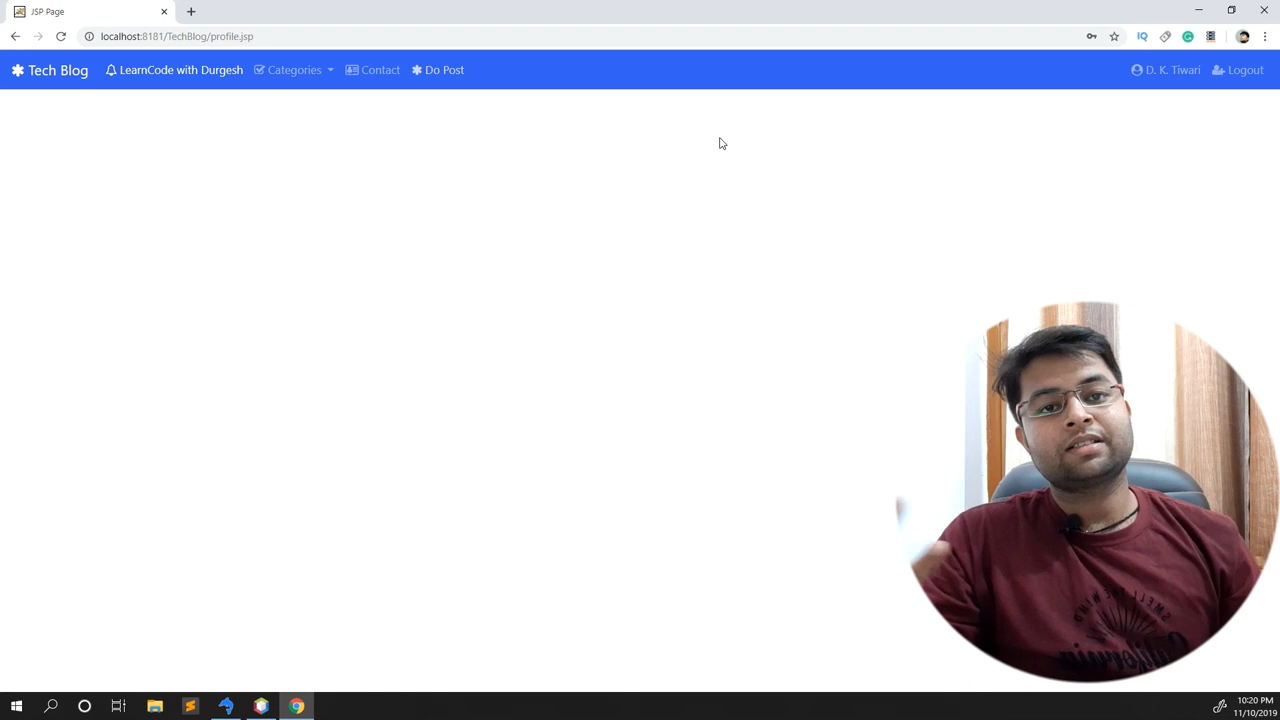 JSP Page
localhost:8181/TechBlog/profile.jsp
IQ
Tech Blog LearnCode with Durgesh Categories Contact Do Post D. K. Tiwari Logout
10:20 PM
11/10/2019